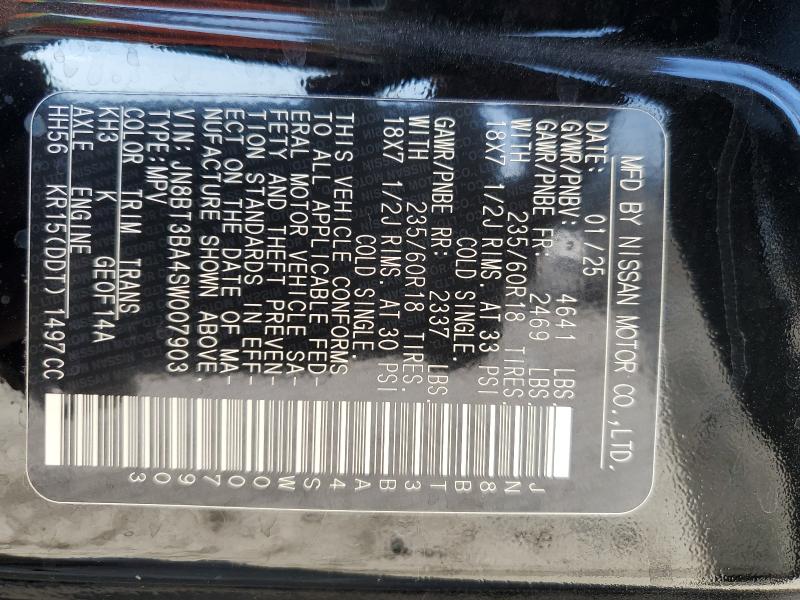 MFD BY NISSAN MOTOR CO.,LTD.
DATE: 01/25
GVWR/PNBV: 4641 LBS.
GAWR/PNBE FR: 2469 LBS.
WITH 235/60R18 TIRES,
18X7 1/2J RIMS. AT 33 PSI
COLD SINGLE.
GAWR/PNBE RR: 2337 LBS.
WITH 235/60R18 TIRES:
18X7 1/2J RIMS. AT 30 PSI
COLD SINGLE.
THIS VEHICLE CONFORMS
TO ALL APPLICABLE FED-
ERAL MOTOR VEHICLE SA-
FETY AND THEFT PREVEN-
TION STANDARDS IN EFF-
ECT ON THE DATE OF MA-
NUFACTURE SHOWN ABOVE.
VIN: JN8BT3BA4SW007903
TYPE:MPV
COLOR TRIM TRANS
KH3 K GE0F14A
AXLE ENGINE
HH56 KR15(DDT) 1497CC
JN8BT3BA4SW007903